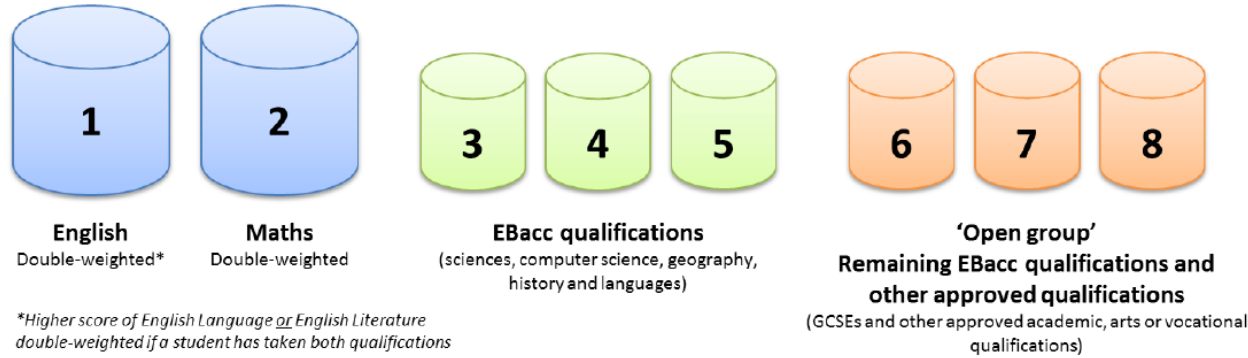 1
2
3
4
5
6
7
8
English
Double-weighted*
Maths
Double-weighted
EBacc qualifications
(sciences, computer science, geography,
history and languages)
‘Open group’
Remaining EBacc qualifications and
other approved qualifications
(GCSEs and other approved academic, arts or vocational
qualifications)
*Higher score of English Language or English Literature
double-weighted if a student has taken both qualifications